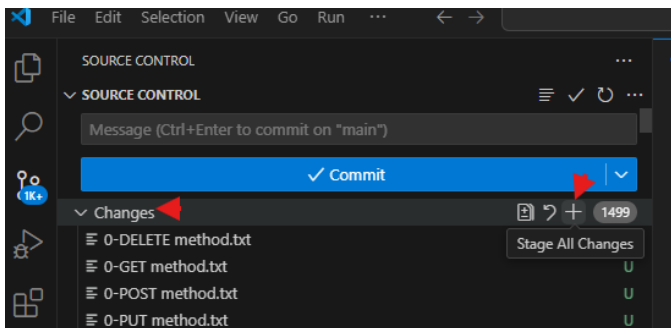 File Edit Selection View Go Run ...
SOURCE CONTROL
SOURCE CONTROL
Message (Ctrl+Enter to commit on "main")
Commit
1K+
Changes 1499
0-DELETE method.txt
Stage All Changes
0-GET method.txt U
0-POST method.txt U
0-PUT method.txt U